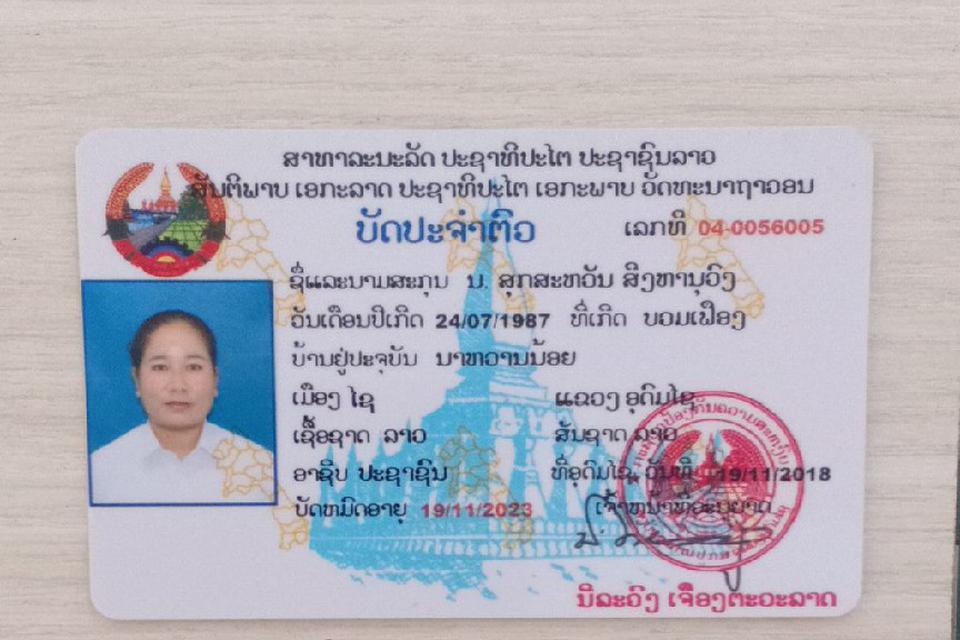 ສາທາລະນະລັດ ປະຊາທິປະໄຕ ປະຊາຊົນລາວ
ສັນຕິພາບ ເອກະລາດ ປະຊາທິປະໄຕ ເອກະພາບ ວັດທະນາຖາວອນ
ບັດປະຈຳຕົວ ເລກທີ 04-0056005
ຊື່ແລະນາມສະກຸນ ນ. ສຸກສະຫວັນ ສີງຫານຸວົງ
ວັນເດືອນປີເກີດ 24/07/1987 ທີ່ເກີດ ບອມເຟືອງ
ບ້ານຢູ່ປະຈຸບັນ ນາຫວານນ້ອຍ
ເມືອງ ໄຊ ແຂວງ ອຸດົມໄຊ
ເຊື້ອຊາດ ລາວ ສັນຊາດ ລາວ
ອາຊີບ ປະຊາຊົນ ທີ່ອຸດົມໄຊ ວັນທີ 19/11/2018
ບັດຫມົດອາຍຸ 19/11/2023 ເຈົ້າຫນ້າທີ່ອະນຸຍາດ
ນີລະວົງ ເຈືອງຕະວະລາດ